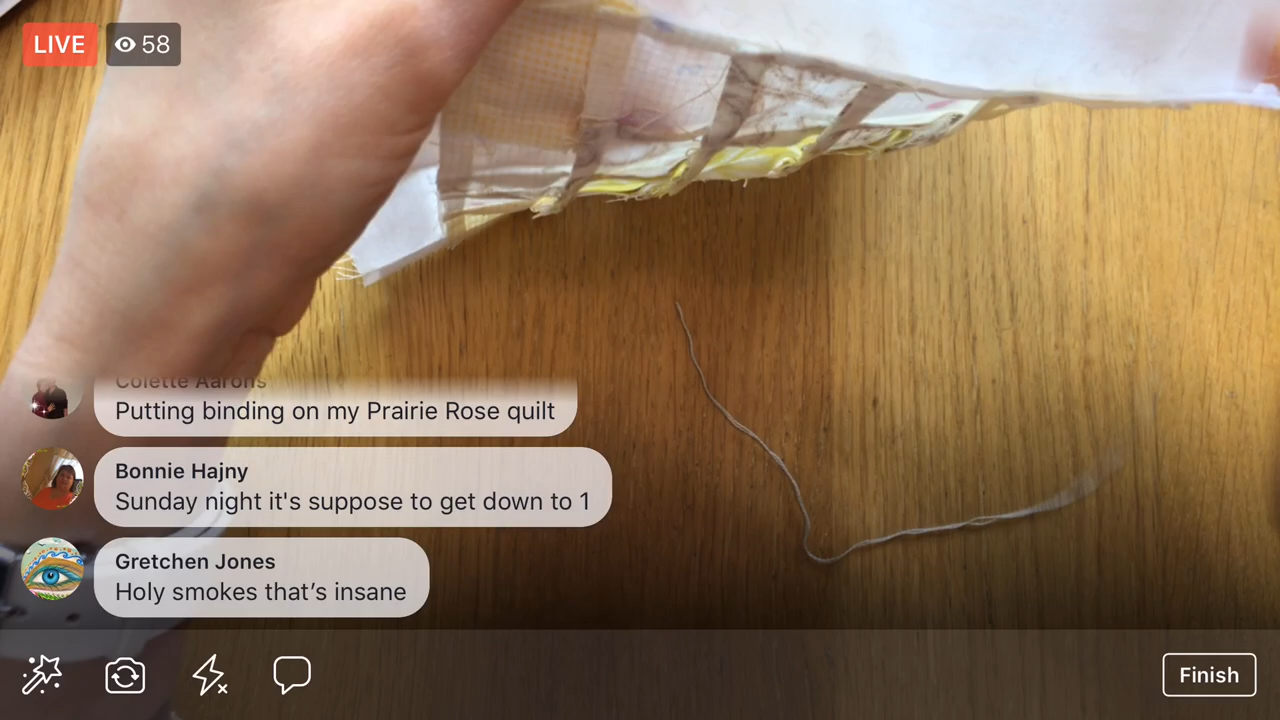 LIVE 58
Colette Aarons
Putting binding on my Prairie Rose quilt
Bonnie Hajny
Sunday night it's suppose to get down to 1
Gretchen Jones
Holy smokes that’s insane
Finish